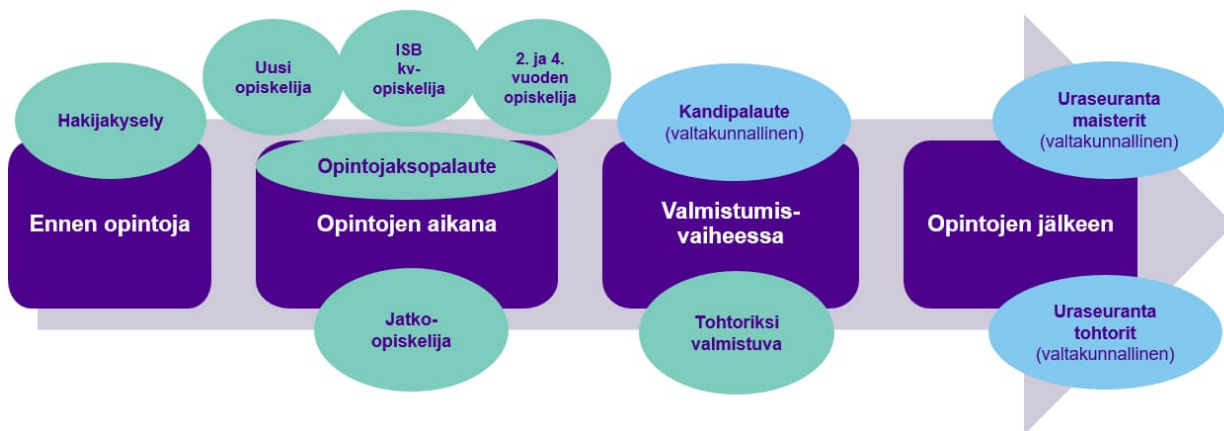 Hakijakysely
Uusi
opiskelija
ISB
kv-
opiskelija
2. ja 4.
vuoden
opiskelija
Kandipalaute
(valtakunnallinen)
Uraseuranta
maisterit
(valtakunnallinen)
Opintojaksopalaute
Ennen opintoja
Opintojen aikana
Valmistumis-
vaiheessa
Opintojen jälkeen
Jatko-
opiskelija
Tohtoriksi
valmistuva
Uraseuranta
tohtorit
(valtakunnallinen)